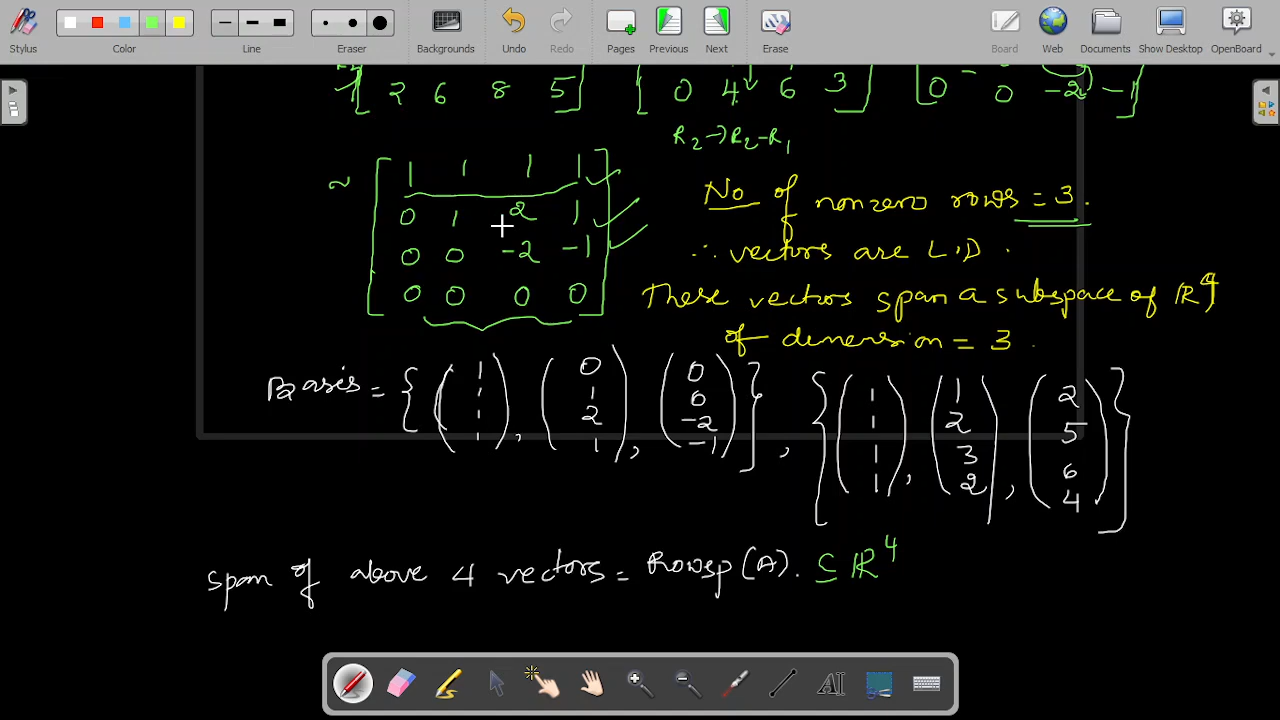 Stylus Color Line Eraser Backgrounds Undo Redo Pages Previous Next Erase Board Web Documents Show Desktop OpenBoard
2 6 8 5
0 4 6 3
0 0 -2 -1
R2→R2-R1
~
1 1 1 1
0 1 2 1
0 0 -2 -1
0 0 0 0
No of nonzero rows = 3.
∴ vectors are L.D.
These vectors span a subspace of ℝ⁴
of dimension = 3.
Basis = {(1 1 1 1), (0 1 2 1), (0 0 -2 -1)}, {(1 1 1 1), (1 2 3 2), (2 5 6 4)}
span of above 4 vectors = Rowsp(A). ⊆ ℝ⁴
AI